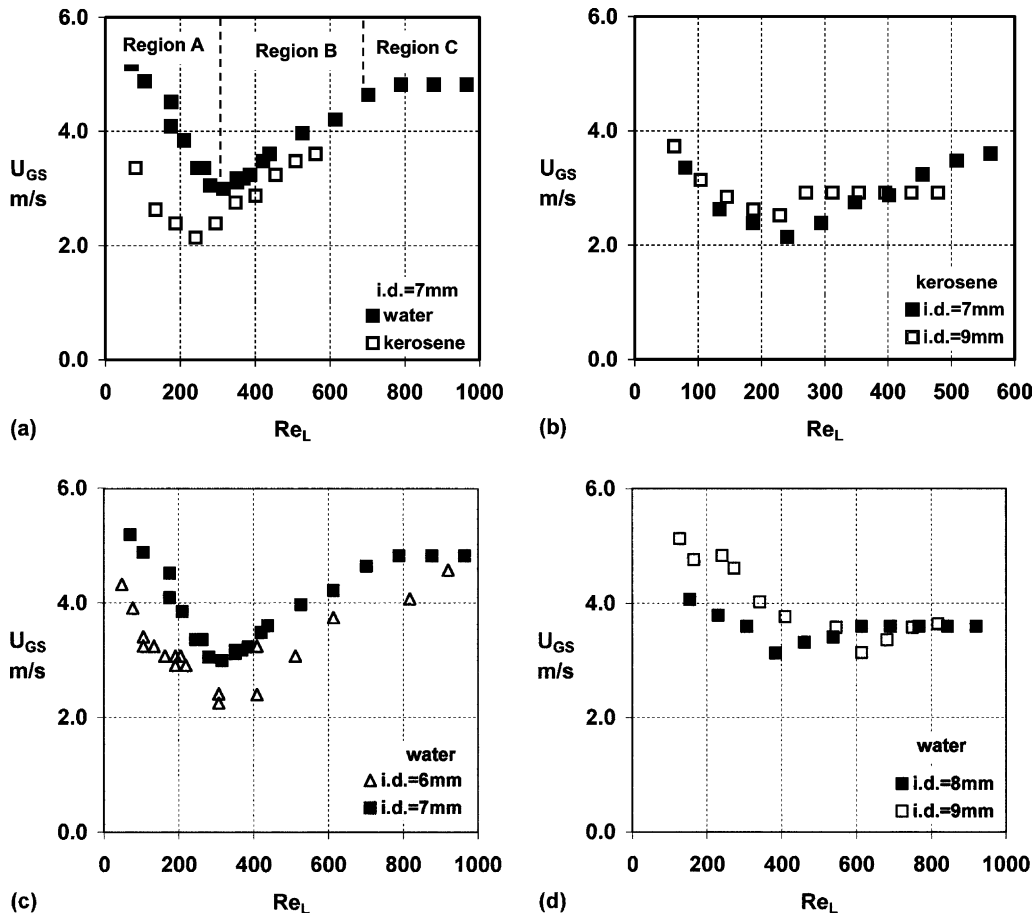 6.0
4.0
2.0
0.0
U_GS
m/s
Region A
Region B
Region C
i.d.=7mm
water
kerosene
0 200 400 600 800 1000
(a)
Re_L
6.0
4.0
2.0
0.0
U_GS
m/s
kerosene
i.d.=7mm
i.d.=9mm
0 100 200 300 400 500 600
(b)
Re_L
6.0
4.0
2.0
0.0
U_GS
m/s
water
i.d.=6mm
i.d.=7mm
0 200 400 600 800 1000
(c)
Re_L
6.0
4.0
2.0
0.0
U_GS
m/s
water
i.d.=8mm
i.d.=9mm
0 200 400 600 800 1000
(d)
Re_L